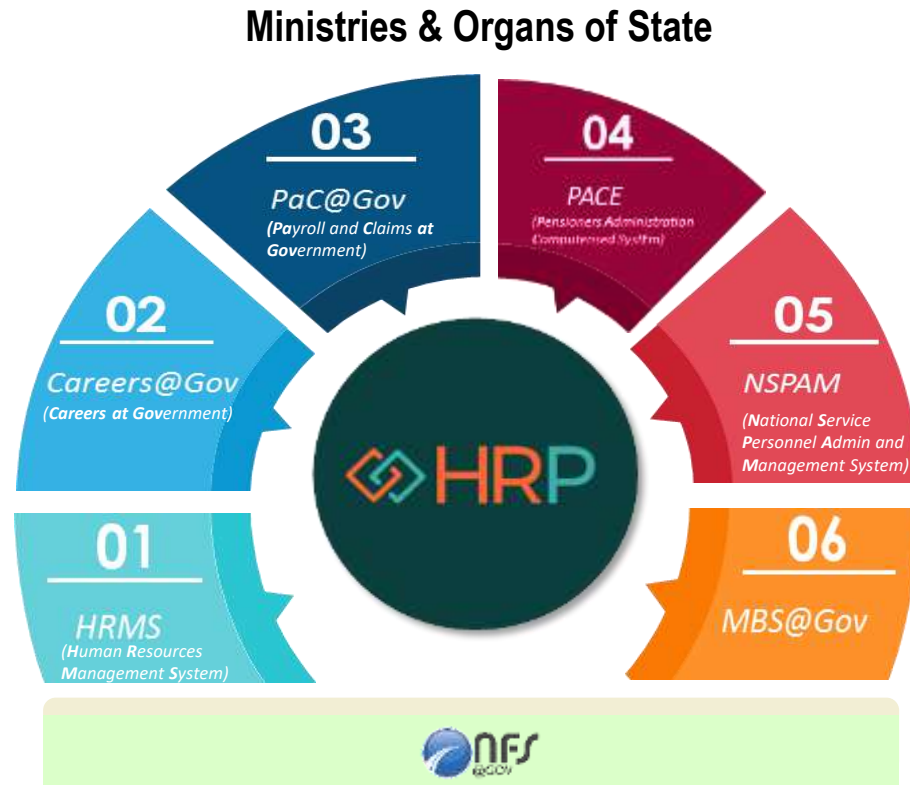 Ministries & Organs of State
03
PaC@Gov
(Payroll and Claims at
Government)
04
PACE
(Pensioners Administration
Computerised System)
02
Careers@Gov
(Careers at Government)
05
NSPAM
(National Service
Personnel Admin and
Management System)
HRP
01
HRMS
(Human Resources
Management System)
06
MBS@Gov
nfs
@GOV